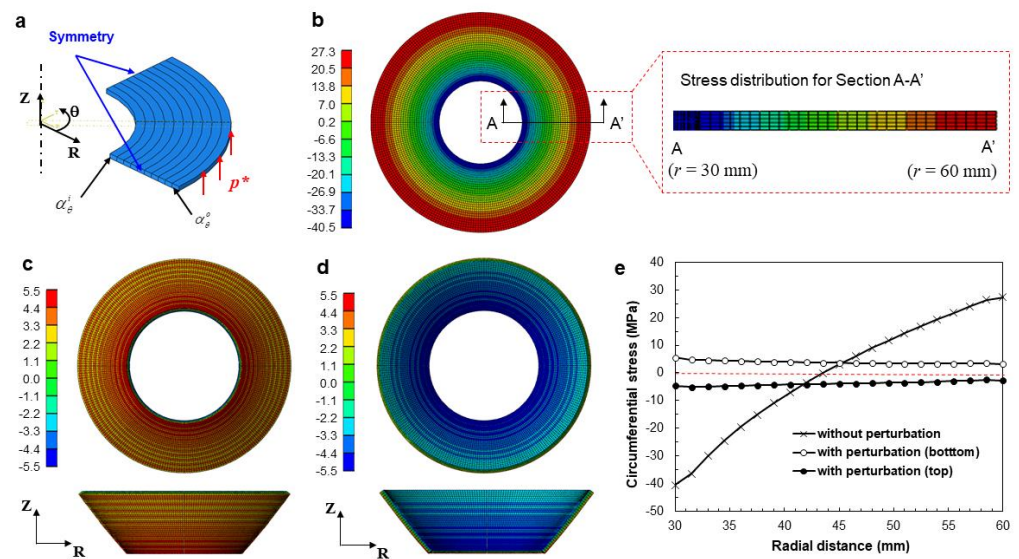 a
Symmetry
Z
θ
R
p*
α_θ^i
α_θ^o
b
27.3
20.5
13.8
7.0
0.2
-6.6
-13.3
-20.1
-26.9
-33.7
-40.5
A A'
Stress distribution for Section A-A'
A A'
(r = 30 mm) (r = 60 mm)
c
5.5
4.4
3.3
2.2
1.1
0.0
-1.1
-2.2
-3.3
-4.4
-5.5
Z
R
d
5.5
4.4
3.3
2.2
1.1
0.0
-1.1
-2.2
-3.3
-4.4
-5.5
Z
R
e
Circumferential stress (MPa)
40
30
20
10
0
-10
-20
-30
-40
-50
without perturbation
with perturbation (botttom)
with perturbation (top)
30 35 40 45 50 55 60
Radial distance (mm)